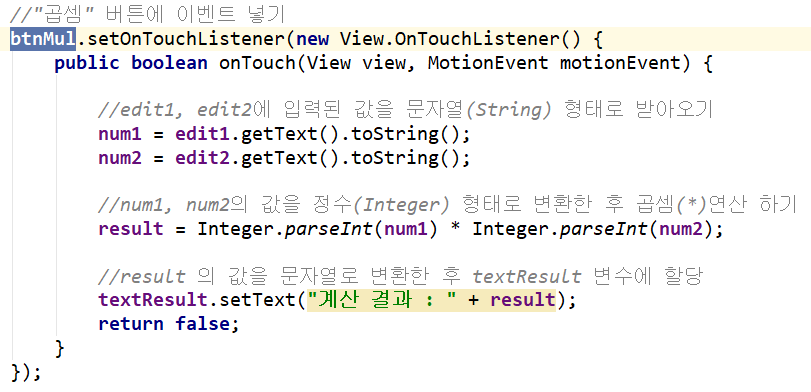 //"곱셈" 버튼에 이벤트 넣기
btnMul.setOnTouchListener(new View.OnTouchListener() {
    public boolean onTouch(View view, MotionEvent motionEvent) {
        //edit1, edit2에 입력된 값을 문자열(String) 형태로 받아오기
        num1 = edit1.getText().toString();
        num2 = edit2.getText().toString();
        //num1, num2의 값을 정수(Integer) 형태로 변환한 후 곱셈(*)연산 하기
        result = Integer.parseInt(num1) * Integer.parseInt(num2);
        //result 의 값을 문자열로 변환한 후 textResult 변수에 할당
        textResult.setText("계산 결과 : " + result);
        return false;
    }
});